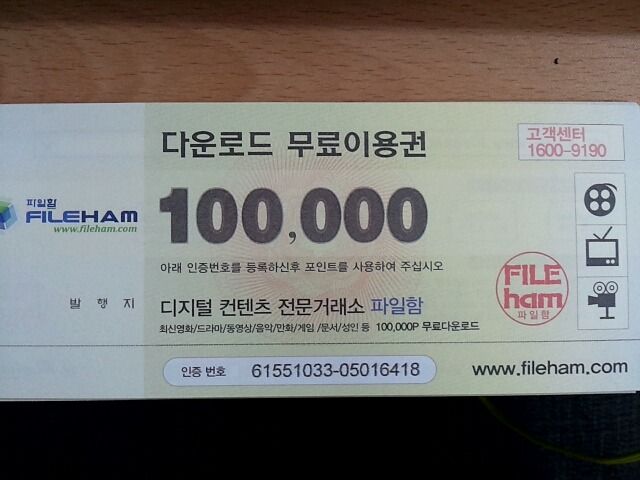 다운로드 무료이용권
고객센터
1600-9190
파일함
FILEHAM
www.fileham.com
100,000
아래 인증번호를 등록하신후 포인트를 사용하여 주십시오
FILE
ham
파일함
발 행 지
디지털 컨텐츠 전문거래소 파일함
최신영화/드라마/동영상/음악/만화/게임 /문서/성인 등 100,000P 무료다운로드
인증 번호 61551033-05016418
www.fileham.com